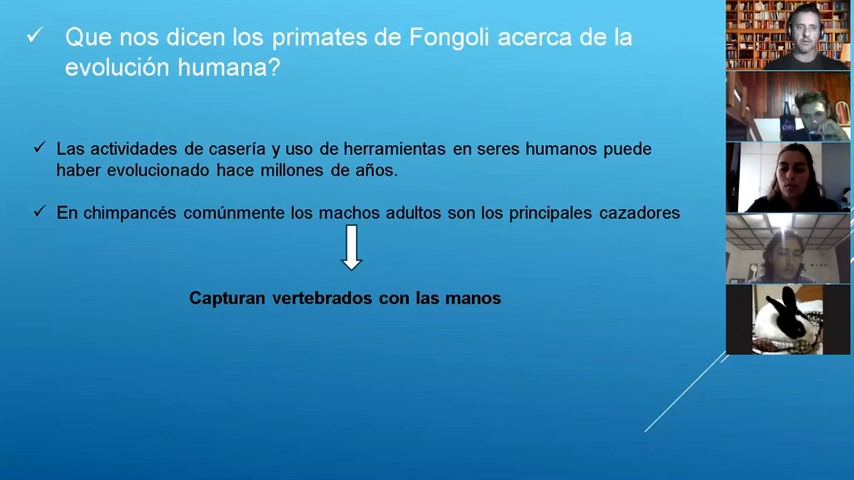 Que nos dicen los primates de Fongoli acerca de la
evolución humana?
Las actividades de casería y uso de herramientas en seres humanos puede
haber evolucionado hace millones de años.
En chimpancés comúnmente los machos adultos son los principales cazadores
Capturan vertebrados con las manos